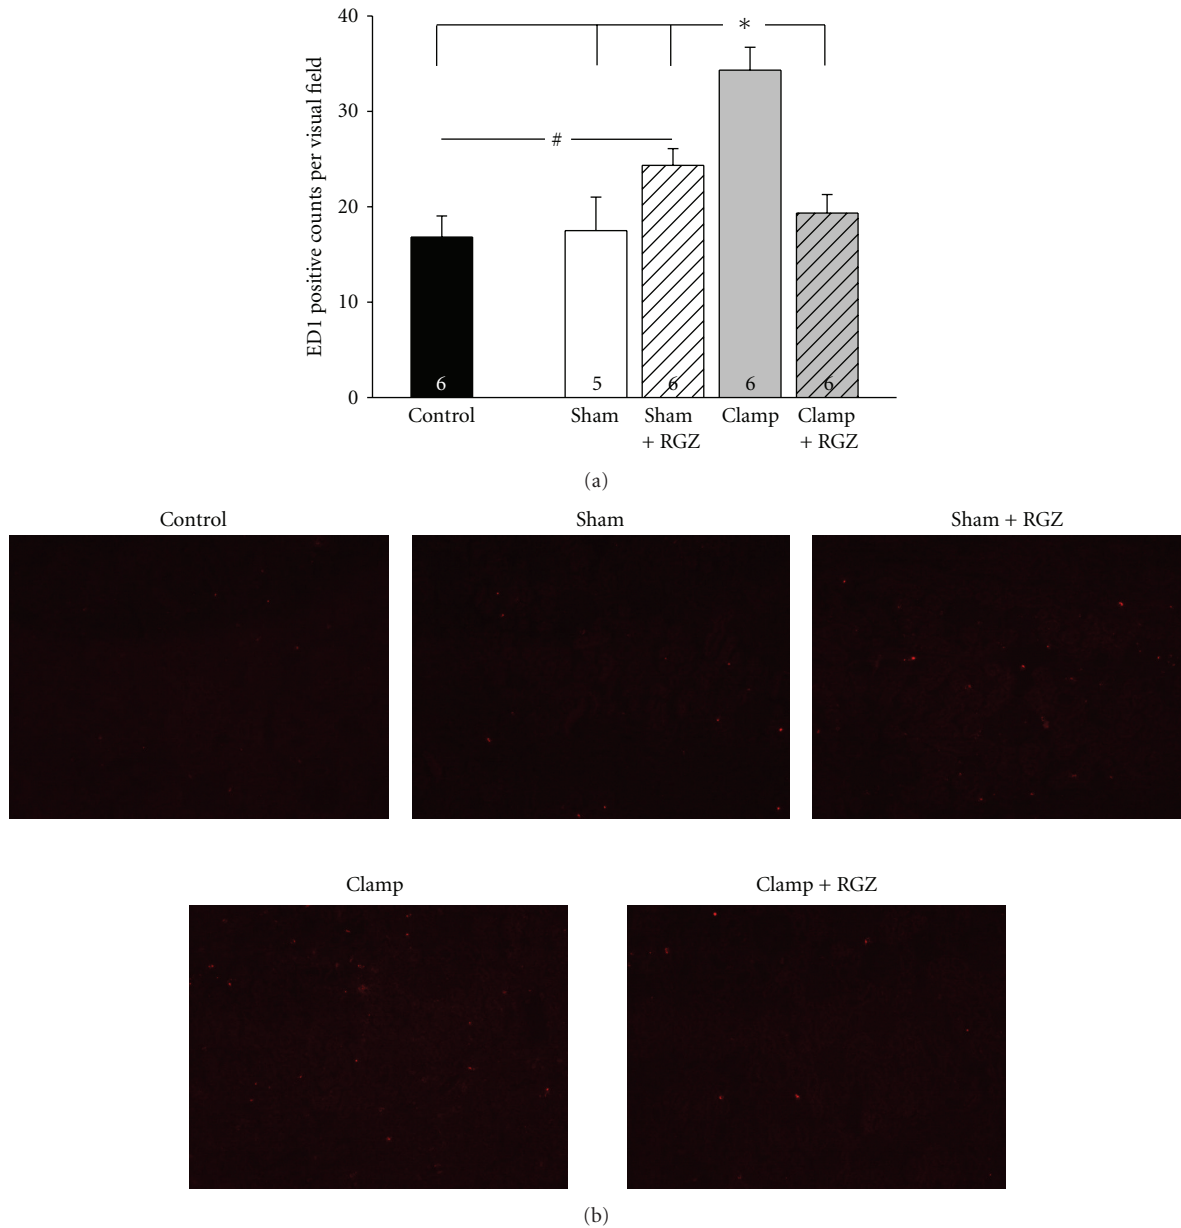 ED1 positive counts per visual field
40
30
20
10
0
*
#
6
5
6
6
6
Control
Sham
Sham
+ RGZ
Clamp
Clamp
+ RGZ
(a)
Control
Sham
Sham + RGZ
Clamp
Clamp + RGZ
(b)